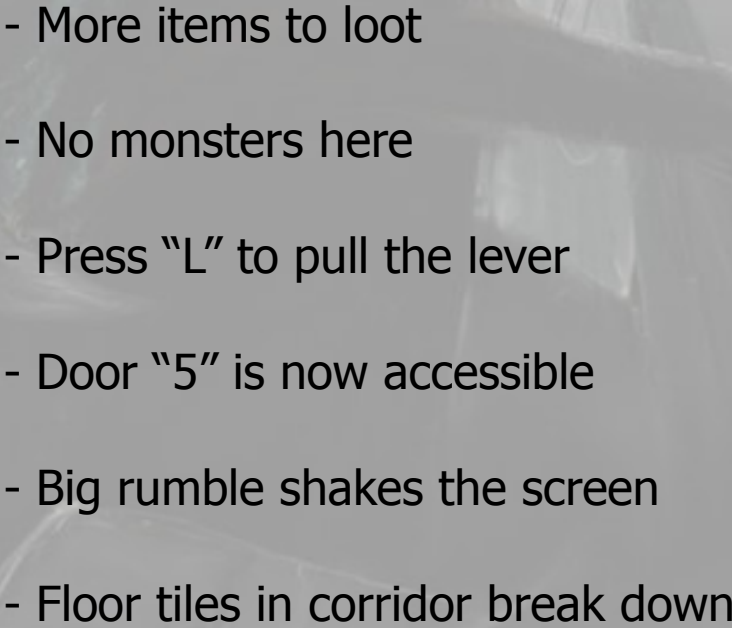 - More items to loot
- No monsters here
- Press “L” to pull the lever
- Door “5” is now accessible
- Big rumble shakes the screen
- Floor tiles in corridor break down